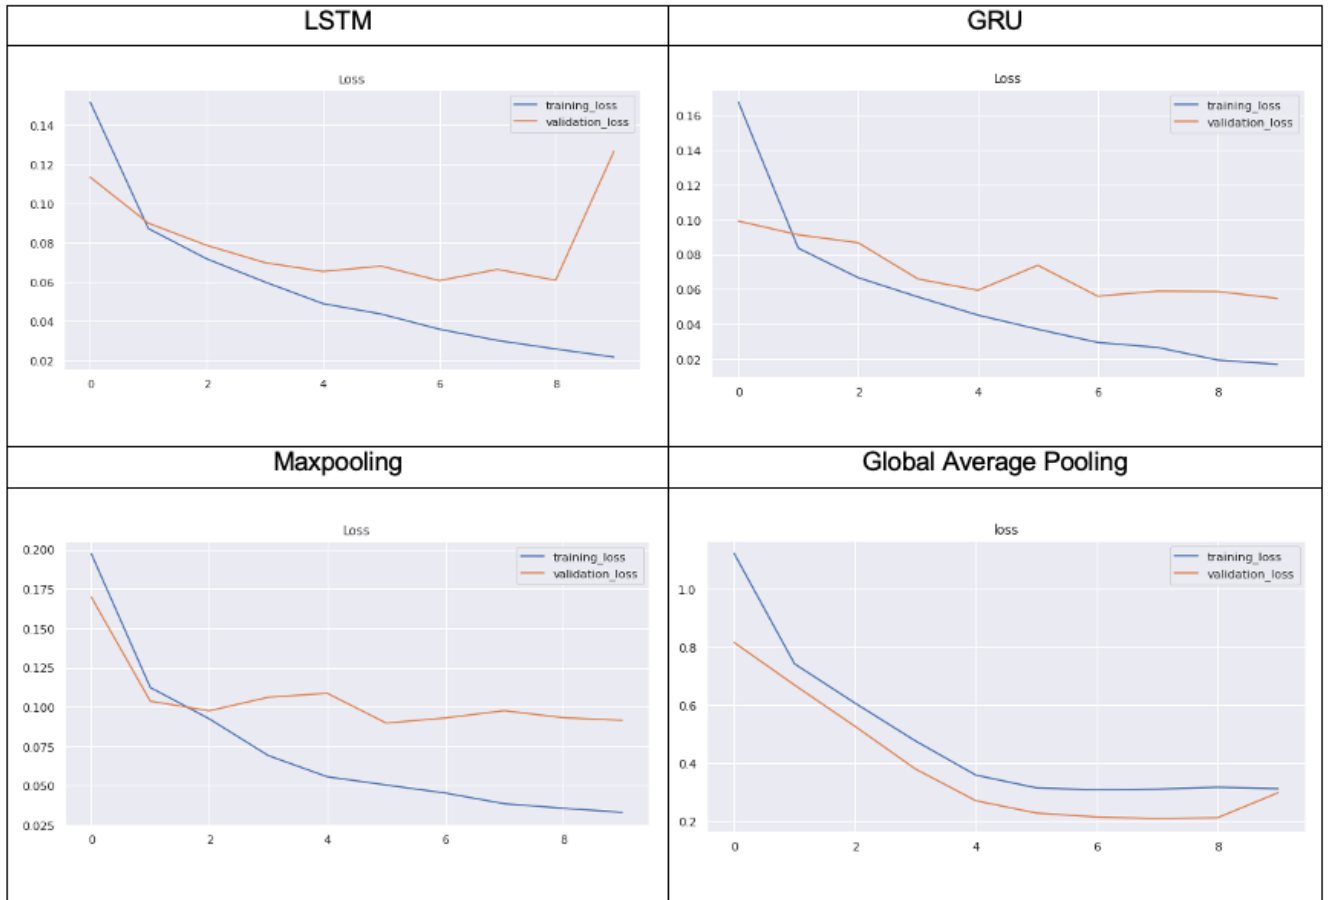 LSTM
GRU
Loss
training_loss
validation_loss
0.14
0.12
0.10
0.08
0.06
0.04
0.02
0 2 4 6 8
Loss
training_loss
validation_loss
0.16
0.14
0.12
0.10
0.08
0.06
0.04
0.02
0 2 4 6 8
Maxpooling
Global Average Pooling
Loss
training_loss
validation_loss
0.200
0.175
0.150
0.125
0.100
0.075
0.050
0.025
0 2 4 6 8
loss
training_loss
validation_loss
1.0
0.8
0.6
0.4
0.2
0 2 4 6 8